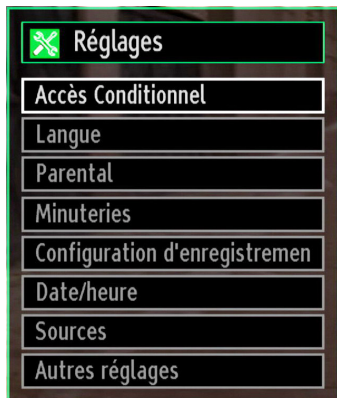 Réglages
Accès Conditionnel
Langue
Parental
Minuteries
Configuration d'enregistremen
Date/heure
Sources
Autres réglages